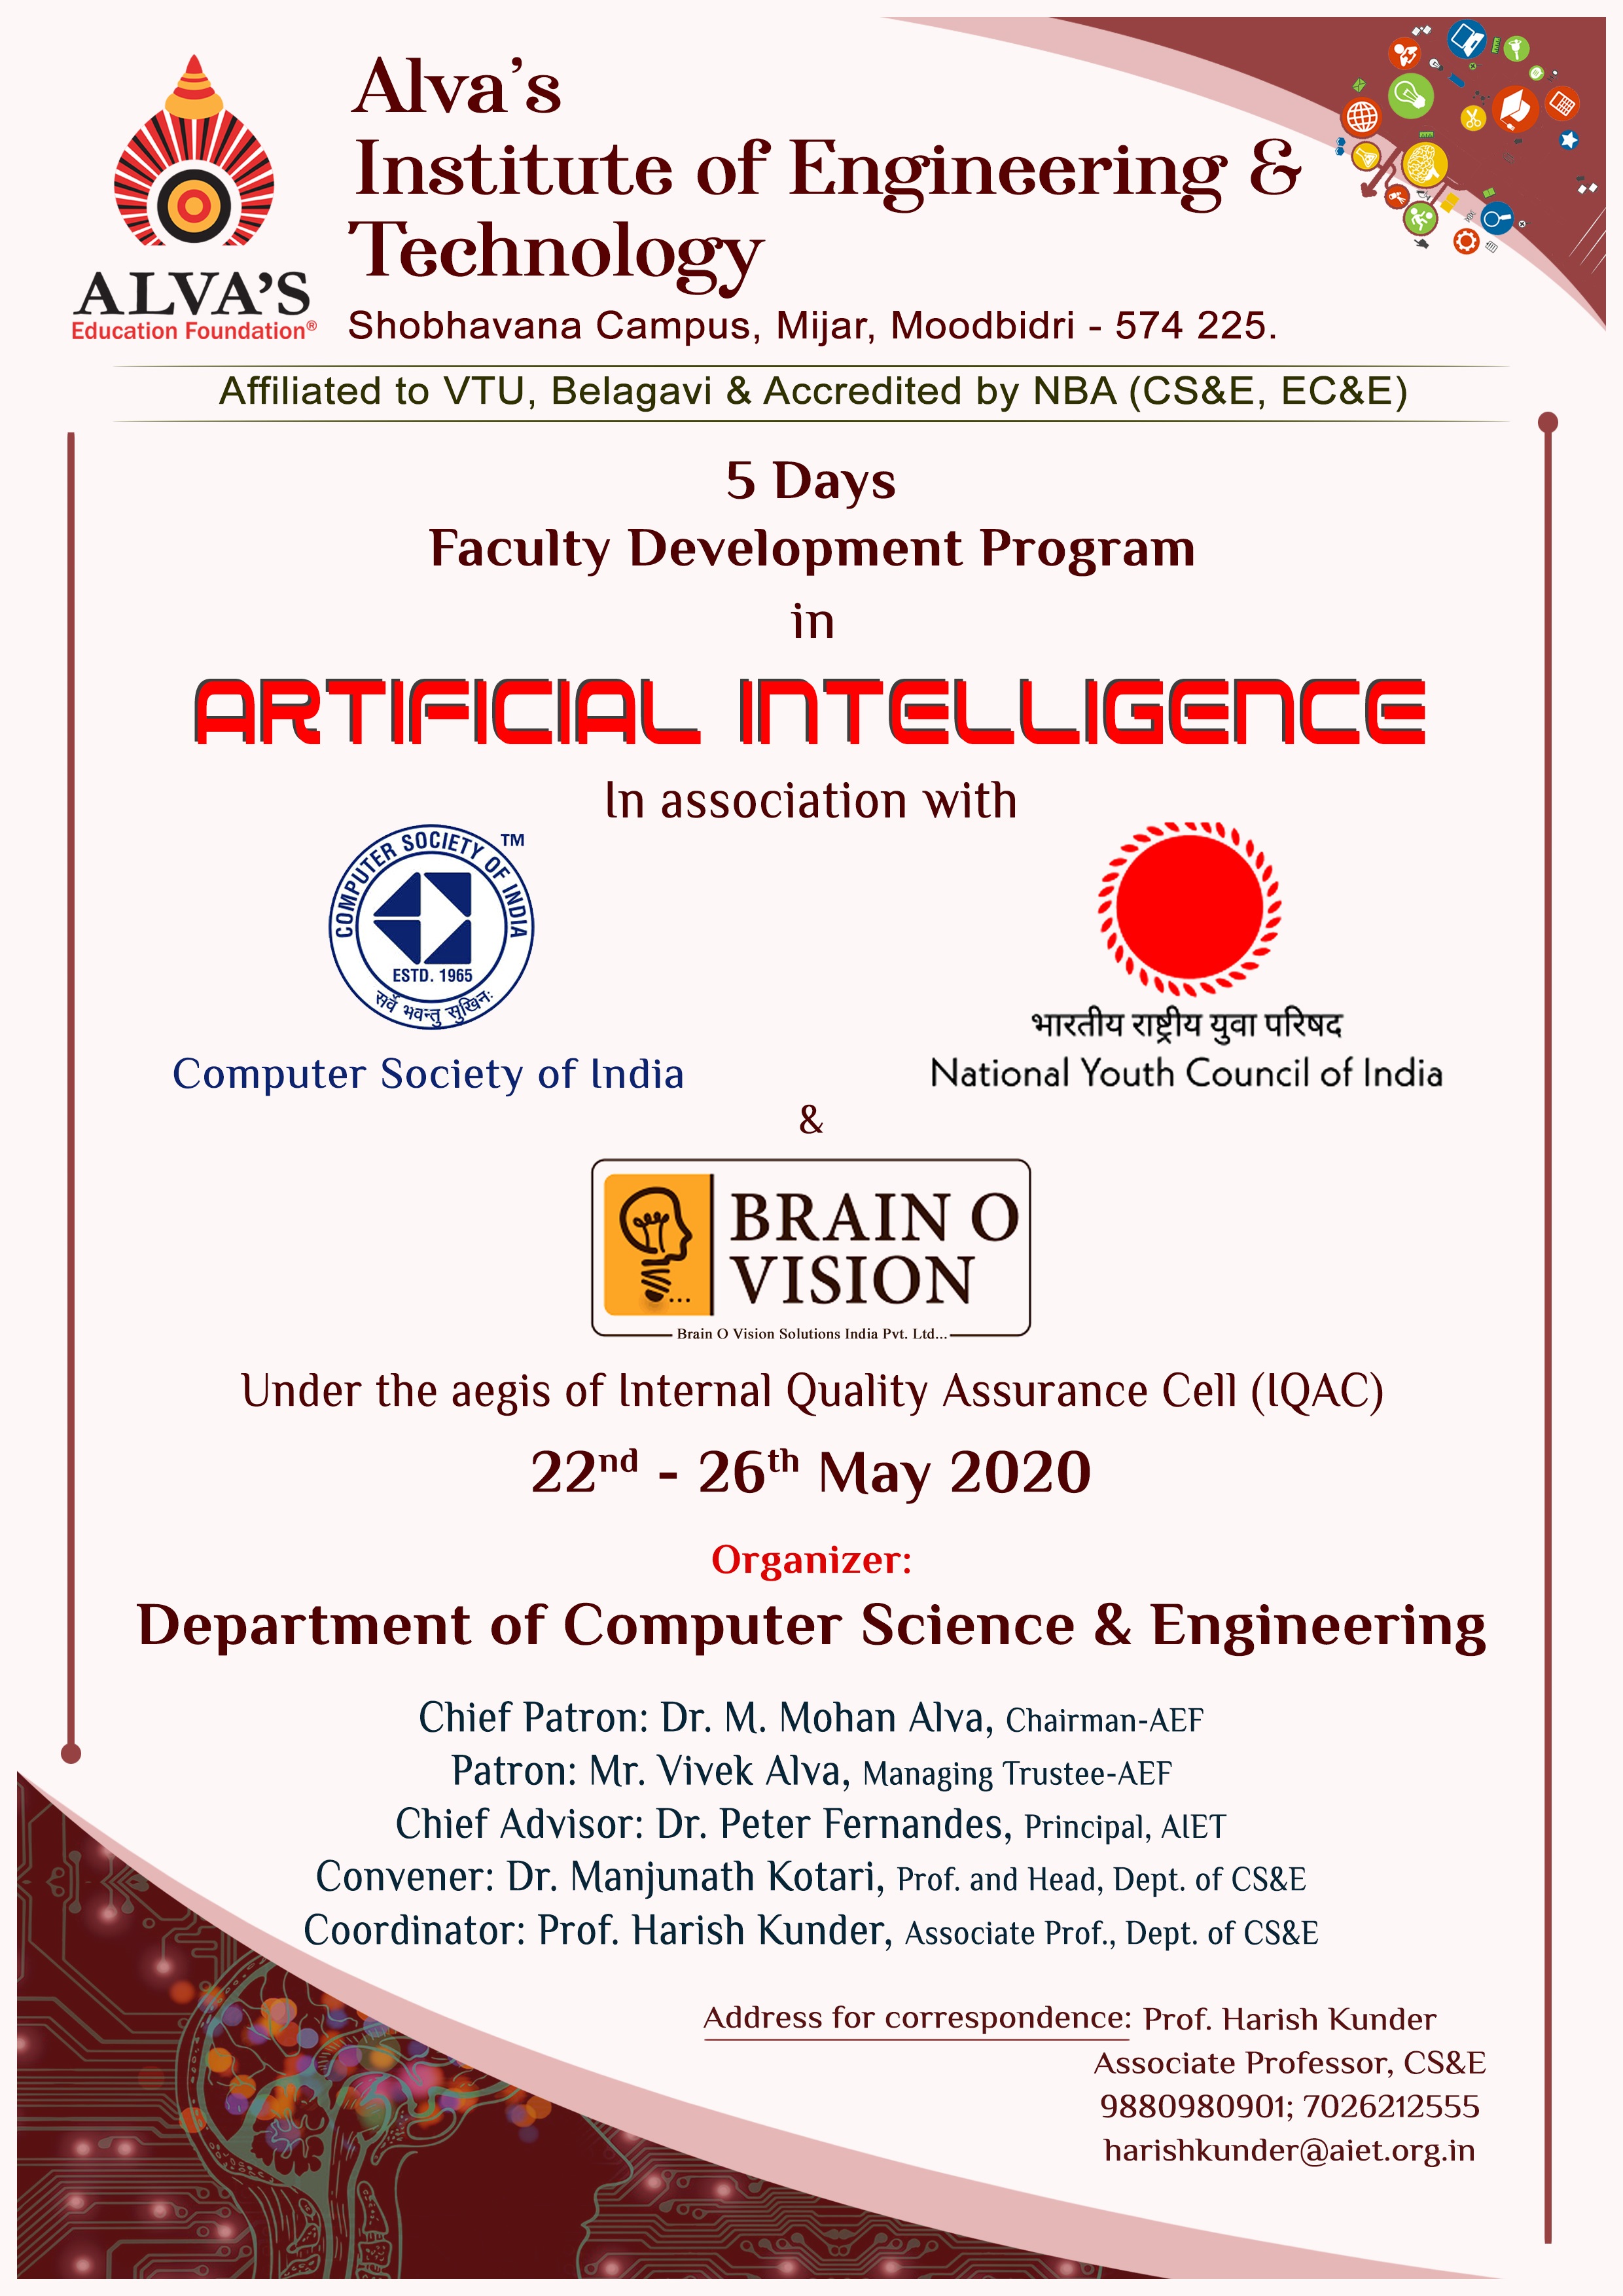 ALVA'S
Education Foundation®
Alva's
Institute of Engineering &
Technology
Shobhavana Campus, Mijar, Moodbidri - 574 225.
Affiliated to VTU, Belagavi & Accredited by NBA (CS&E, EC&E)
5 Days
Faculty Development Program
in
ARTIFICIAL INTELLIGENCE
In association with
COMPUTER SOCIETY OF INDIA TM
ESTD. 1965
सर्वे भवन्तु सुखिनः
Computer Society of India
भारतीय राष्ट्रीय युवा परिषद
National Youth Council of India
&
BRAIN O
VISION
Brain O Vision Solutions India Pvt. Ltd...
Under the aegis of Internal Quality Assurance Cell (IQAC)
22nd - 26th May 2020
Organizer:
Department of Computer Science & Engineering
Chief Patron: Dr. M. Mohan Alva, Chairman-AEF
Patron: Mr. Vivek Alva, Managing Trustee-AEF
Chief Advisor: Dr. Peter Fernandes, Principal, AIET
Convener: Dr. Manjunath Kotari, Prof. and Head, Dept. of CS&E
Coordinator: Prof. Harish Kunder, Associate Prof., Dept. of CS&E
Address for correspondence: Prof. Harish Kunder
Associate Professor, CS&E
9880980901; 7026212555
harishkunder@aiet.org.in